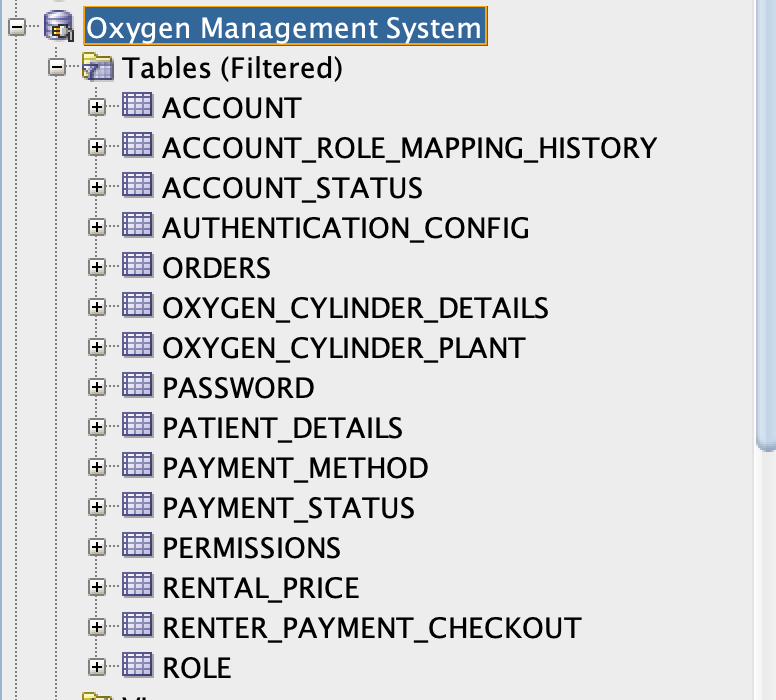 Oxygen Management System
Tables (Filtered)
ACCOUNT
ACCOUNT_ROLE_MAPPING_HISTORY
ACCOUNT_STATUS
AUTHENTICATION_CONFIG
ORDERS
OXYGEN_CYLINDER_DETAILS
OXYGEN_CYLINDER_PLANT
PASSWORD
PATIENT_DETAILS
PAYMENT_METHOD
PAYMENT_STATUS
PERMISSIONS
RENTAL_PRICE
RENTER_PAYMENT_CHECKOUT
ROLE